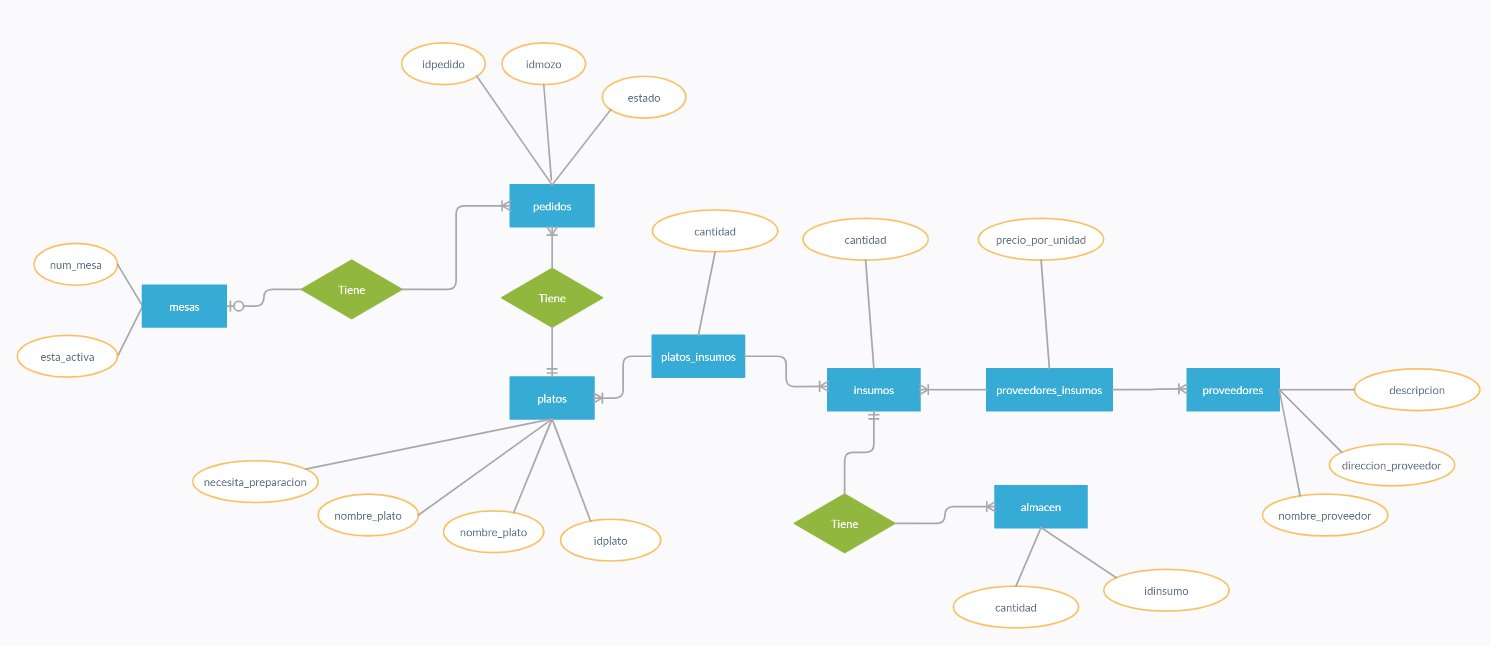 idpedido
idmozo
estado
pedidos
cantidad
cantidad
precio_por_unidad
num_mesa
Tiene
Tiene
mesas
esta_activa
platos_insumos
platos
insumos
proveedores_insumos
proveedores
descripcion
direccion_proveedor
necesita_preparacion
nombre_plato
nombre_plato
idplato
Tiene
almacen
nombre_proveedor
idinsumo
cantidad